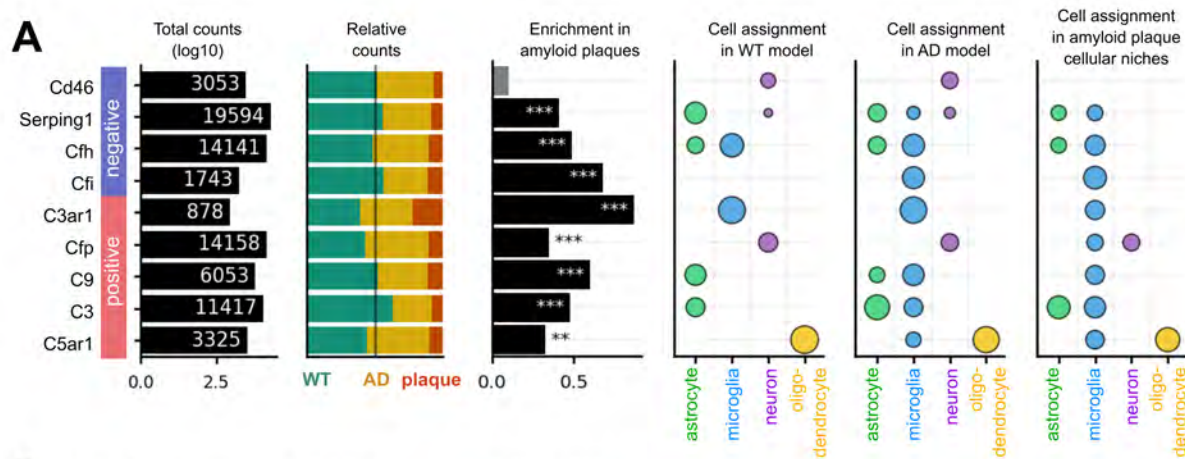 A
Total counts
(log10)
Relative
counts
Enrichment in
amyloid plaques
Cell assignment
in WT model
Cell assignment
in AD model
Cell assignment
in amyloid plaque
cellular niches
negative
positive
Cd46
3053
Serping1
19594
***
Cfh
14141
***
Cfi
1743
***
C3ar1
878
***
Cfp
14158
***
C9
6053
***
C3
11417
***
C5ar1
3325
**
0.0
2.5
WT
AD
plaque
0.0
0.5
astrocyte
microglia
neuron
oligo-
dendrocyte
astrocyte
microglia
neuron
oligo-
dendrocyte
astrocyte
microglia
neuron
oligo-
dendrocyte